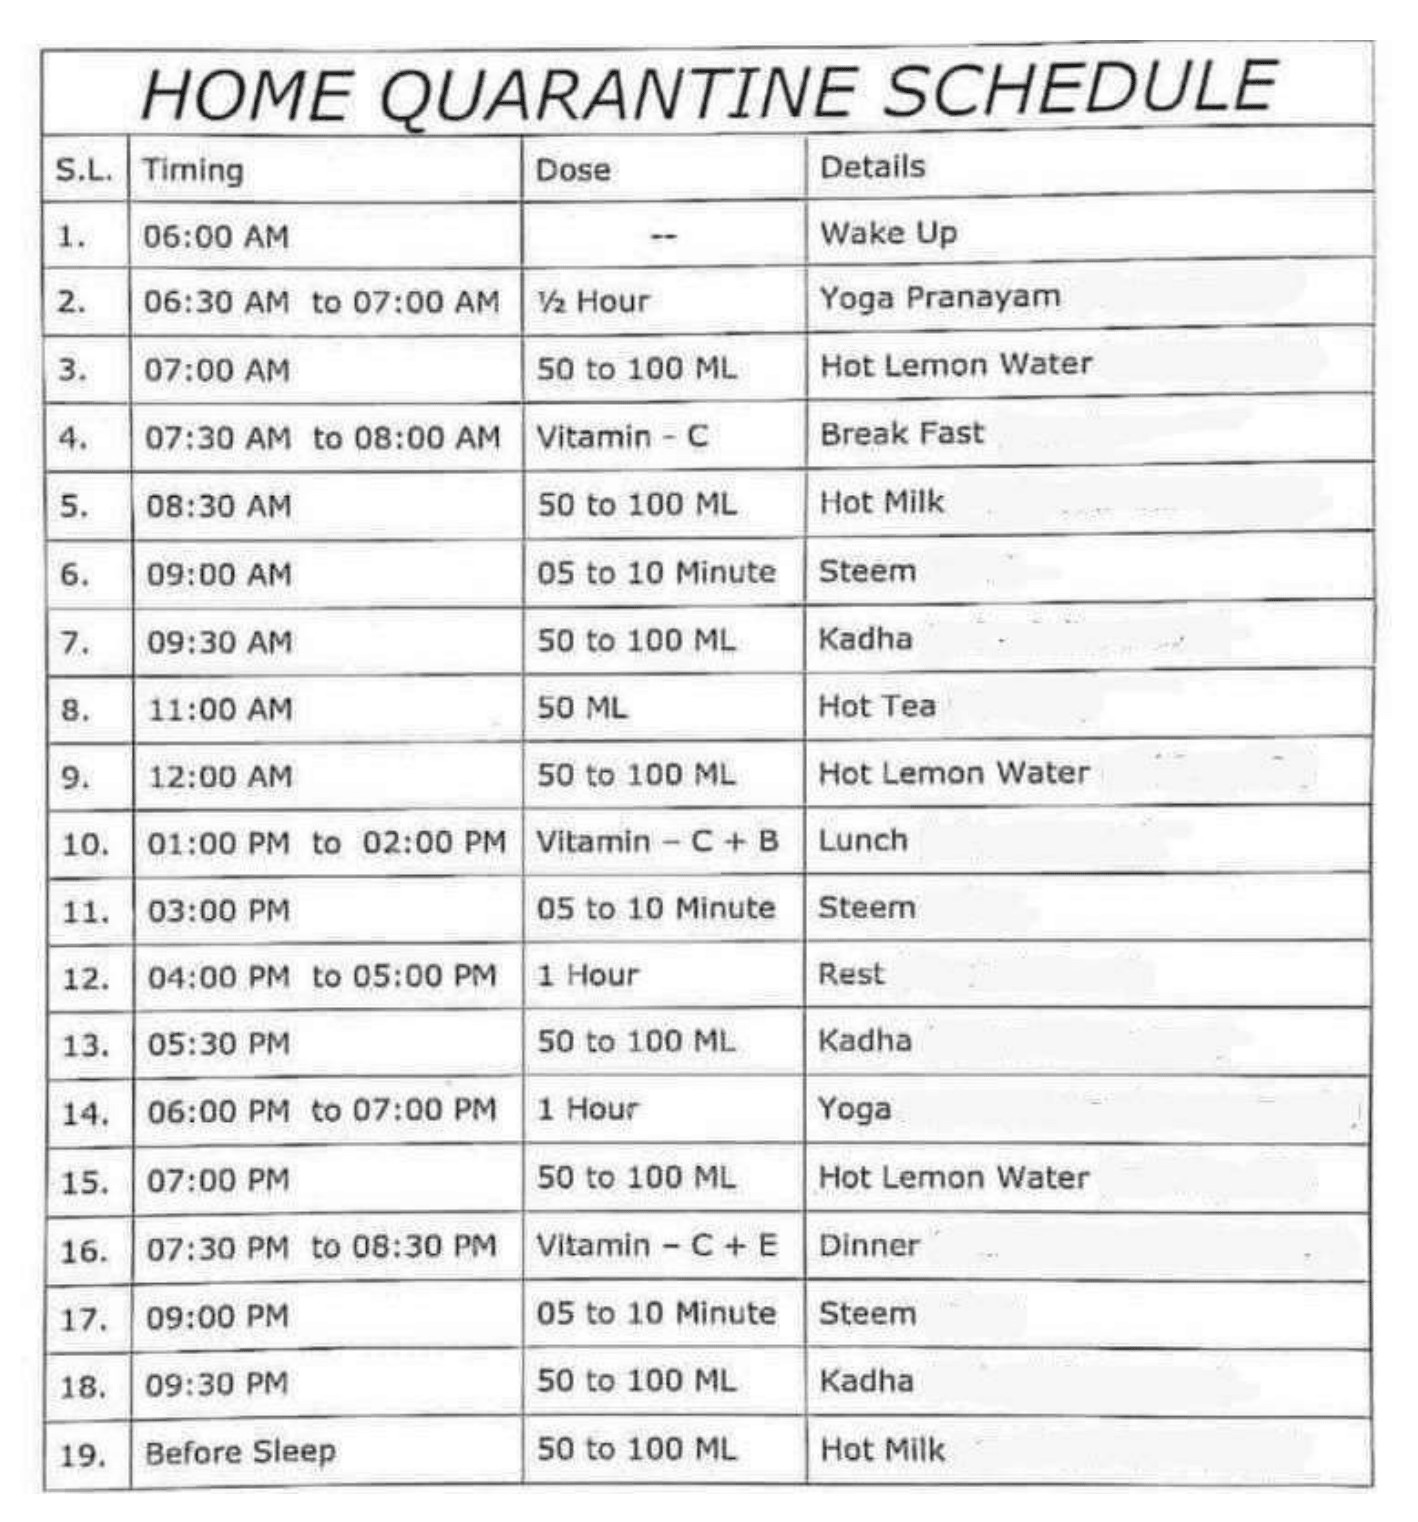 HOME QUARANTINE SCHEDULE
S.L. Timing Dose Details
1. 06:00 AM -- Wake Up
2. 06:30 AM to 07:00 AM ½ Hour Yoga Pranayam
3. 07:00 AM 50 to 100 ML Hot Lemon Water
4. 07:30 AM to 08:00 AM Vitamin - C Break Fast
5. 08:30 AM 50 to 100 ML Hot Milk
6. 09:00 AM 05 to 10 Minute Steem
7. 09:30 AM 50 to 100 ML Kadha
8. 11:00 AM 50 ML Hot Tea
9. 12:00 AM 50 to 100 ML Hot Lemon Water
10. 01:00 PM to 02:00 PM Vitamin – C + B Lunch
11. 03:00 PM 05 to 10 Minute Steem
12. 04:00 PM to 05:00 PM 1 Hour Rest
13. 05:30 PM 50 to 100 ML Kadha
14. 06:00 PM to 07:00 PM 1 Hour Yoga
15. 07:00 PM 50 to 100 ML Hot Lemon Water
16. 07:30 PM to 08:30 PM Vitamin – C + E Dinner
17. 09:00 PM 05 to 10 Minute Steem
18. 09:30 PM 50 to 100 ML Kadha
19. Before Sleep 50 to 100 ML Hot Milk